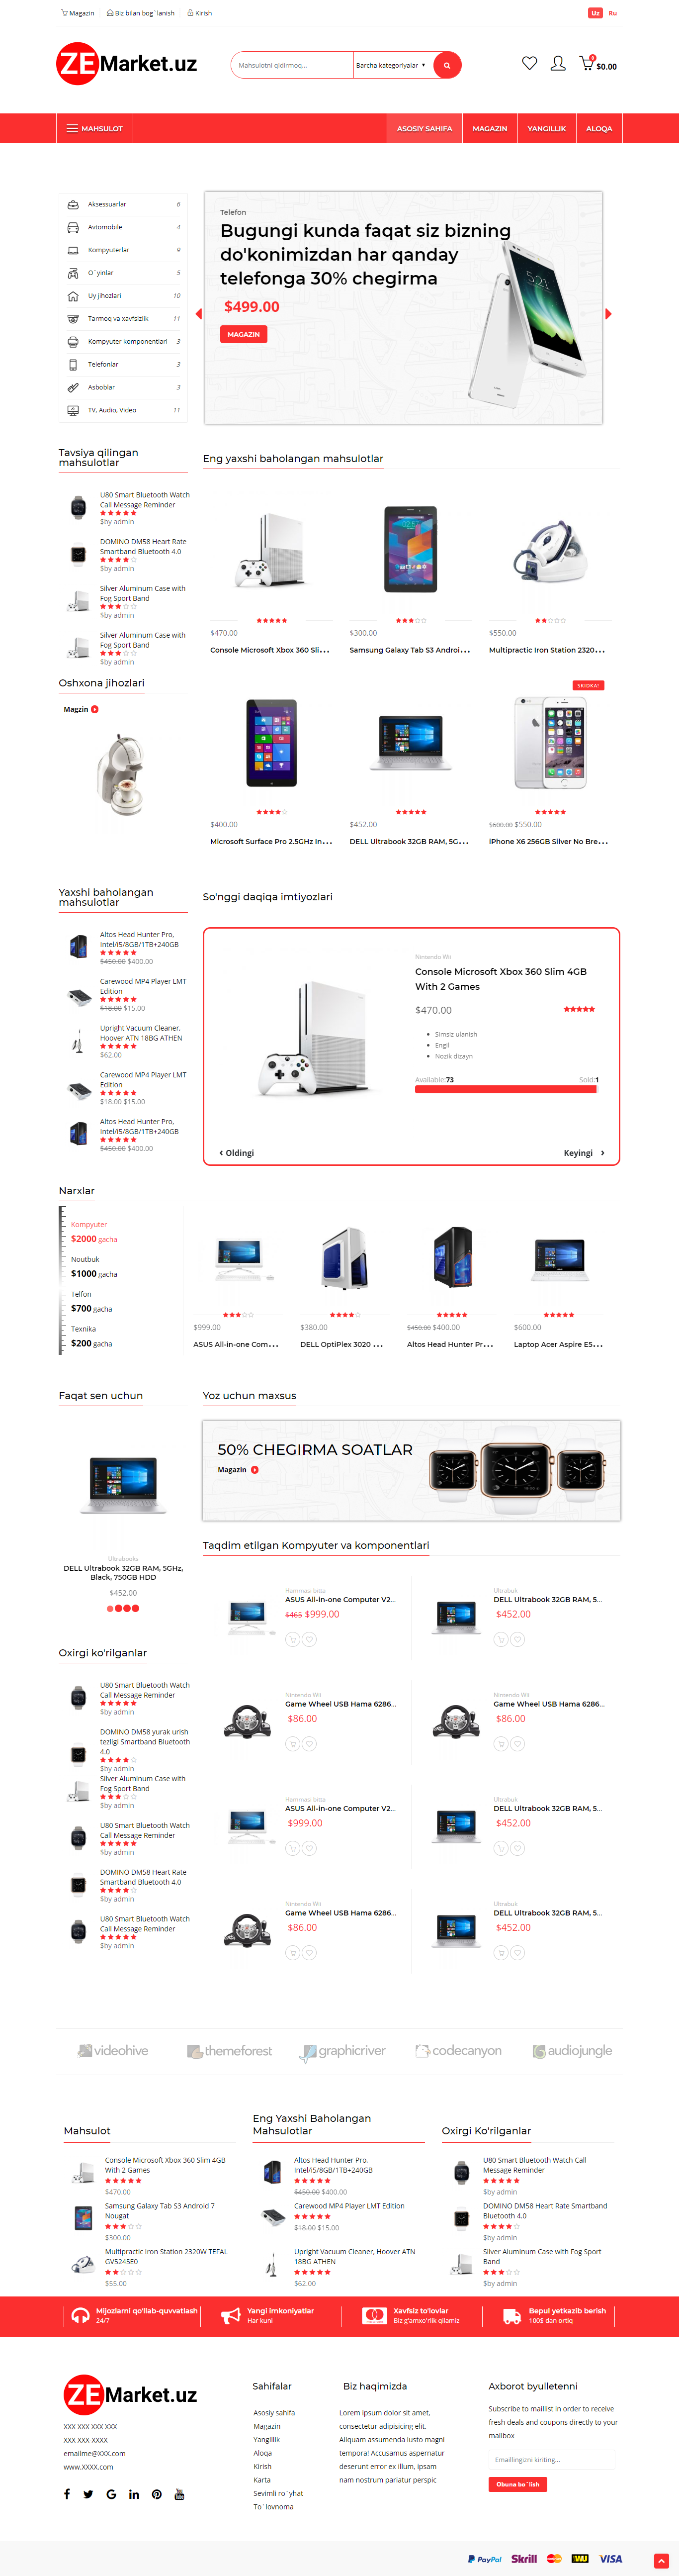 Magazin
Biz bilan bog`lanish
Kirish
Uz
Ru
ZEMarket.uz
Mahsulotni qidirmoq...
Barcha kategoriyalar
0
$0.00
MAHSULOT
ASOSIY SAHIFA
MAGAZIN
YANGILLIK
ALOQA
Aksessuarlar 6
Avtomobile 4
Kompyuterlar 9
O`yinlar 5
Uy jihozlari 10
Tarmoq va xavfsizlik 11
Kompyuter komponentlari 3
Telefonlar 3
Asboblar 3
TV, Audio, Video 11
Telefon
Bugungi kunda faqat siz bizning
do'konimizdan har qanday
telefonga 30% chegirma
$499.00
MAGAZIN
5:21
Tavsiya qilingan
mahsulotlar
U80 Smart Bluetooth Watch
Call Message Reminder
$by admin
DOMINO DM58 Heart Rate
Smartband Bluetooth 4.0
$by admin
Silver Aluminum Case with
Fog Sport Band
$by admin
Silver Aluminum Case with
Fog Sport Band
$by admin
Oshxona jihozlari
Magzin
Eng yaxshi baholangan mahsulotlar
$470.00
Console Microsoft Xbox 360 Sli...
$300.00
Samsung Galaxy Tab S3 Androi...
$550.00
Multipractic Iron Station 2320...
SKIDKA!
$400.00
Microsoft Surface Pro 2.5GHz In...
$452.00
DELL Ultrabook 32GB RAM, 5G...
$600.00 $550.00
iPhone X6 256GB Silver No Bre...
Yaxshi baholangan
mahsulotlar
Altos Head Hunter Pro,
Intel/i5/8GB/1TB+240GB
$450.00 $400.00
Carewood MP4 Player LMT
Edition
$18.00 $15.00
Upright Vacuum Cleaner,
Hoover ATN 18BG ATHEN
$62.00
Carewood MP4 Player LMT
Edition
$18.00 $15.00
Altos Head Hunter Pro,
Intel/i5/8GB/1TB+240GB
$450.00 $400.00
So'nggi daqiqa imtiyozlari
Nintendo Wii
Console Microsoft Xbox 360 Slim 4GB
With 2 Games
$470.00
Simsiz ulanish
Engil
Nozik dizayn
Available:73
Sold:1
‹ Oldingi
Keyingi ›
Narxlar
Kompyuter
$2000 gacha
Noutbuk
$1000 gacha
Telfon
$700 gacha
Texnika
$200 gacha
$999.00
ASUS All-in-one Com...
$380.00
DELL OptiPlex 3020 ...
$450.00 $400.00
Altos Head Hunter Pr...
$600.00
Laptop Acer Aspire E5...
Faqat sen uchun
Ultrabooks
DELL Ultrabook 32GB RAM, 5GHz,
Black, 750GB HDD
$452.00
Yoz uchun maxsus
50% CHEGIRMA SOATLAR
Magazin
Taqdim etilgan Kompyuter va komponentlari
Hammasi bitta
ASUS All-in-one Computer V2...
$465 $999.00
Ultrabuk
DELL Ultrabook 32GB RAM, 5...
$452.00
Nintendo Wii
Game Wheel USB Hama 6286...
$86.00
Nintendo Wii
Game Wheel USB Hama 6286...
$86.00
Hammasi bitta
ASUS All-in-one Computer V2...
$999.00
Ultrabuk
DELL Ultrabook 32GB RAM, 5...
$452.00
Nintendo Wii
Game Wheel USB Hama 6286...
$86.00
Ultrabuk
DELL Ultrabook 32GB RAM, 5...
$452.00
Oxirgi ko'rilganlar
U80 Smart Bluetooth Watch
Call Message Reminder
$by admin
DOMINO DM58 yurak urish
tezligi Smartband Bluetooth
4.0
$by admin
Silver Aluminum Case with
Fog Sport Band
$by admin
U80 Smart Bluetooth Watch
Call Message Reminder
$by admin
DOMINO DM58 Heart Rate
Smartband Bluetooth 4.0
$by admin
U80 Smart Bluetooth Watch
Call Message Reminder
$by admin
videohive
themeforest
graphicriver
codecanyon
audiojungle
Mahsulot
Console Microsoft Xbox 360 Slim 4GB
With 2 Games
$470.00
Samsung Galaxy Tab S3 Android 7
Nougat
$300.00
Multipractic Iron Station 2320W TEFAL
GV5245E0
$55.00
Eng Yaxshi Baholangan
Mahsulotlar
Altos Head Hunter Pro,
Intel/i5/8GB/1TB+240GB
$450.00 $400.00
Carewood MP4 Player LMT Edition
$18.00 $15.00
Upright Vacuum Cleaner, Hoover ATN
18BG ATHEN
$62.00
Oxirgi Ko'rilganlar
U80 Smart Bluetooth Watch Call
Message Reminder
$by admin
DOMINO DM58 Heart Rate Smartband
Bluetooth 4.0
$by admin
Silver Aluminum Case with Fog Sport
Band
$by admin
Mijozlarni qo'llab-quvvatlash
24/7
Yangi imkoniyatlar
Har kuni
Xavfsiz to'lovlar
Biz g'amxo'rlik qilamiz
Bepul yetkazib berish
100$ dan ortiq
ZEMarket.uz
XXX XXX XXX XXX
XXX XXX-XXXX
emailme@XXX.com
www.XXXX.com
Sahifalar
Asosiy sahifa
Magazin
Yangillik
Aloqa
Kirish
Karta
Sevimli ro`yhat
To`lovnoma
Biz haqimizda
Lorem ipsum dolor sit amet,
consectetur adipisicing elit.
Aliquam assumenda iusto magni
tempora! Accusamus aspernatur
deserunt error ex illum, ipsam
nam nostrum pariatur perspic
Axborot byulletenni
Subscribe to maillist in order to receive
fresh deals and coupons directly to your
mailbox
Emaillingizni kiriting...
Obuna bo`lish
PayPal
Skrill
WU
VISA